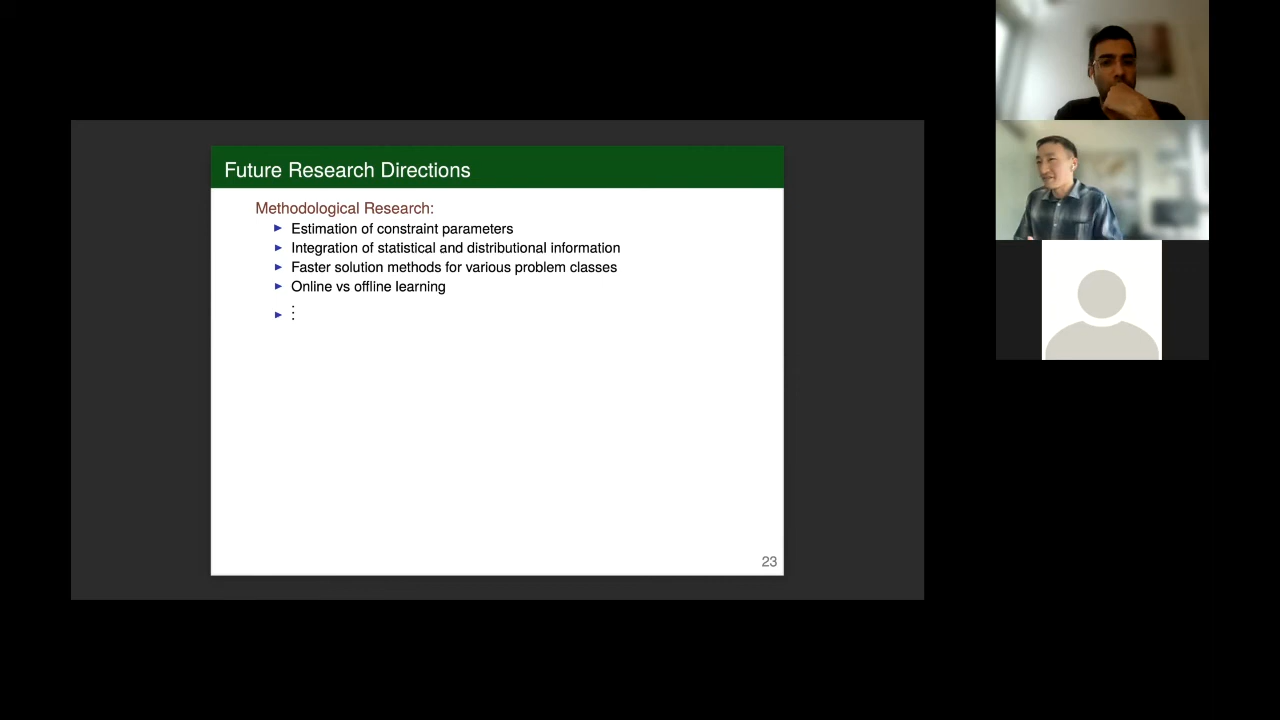 Future Research Directions
Methodological Research:
► Estimation of constraint parameters
► Integration of statistical and distributional information
► Faster solution methods for various problem classes
► Online vs offline learning
► ⋮
23